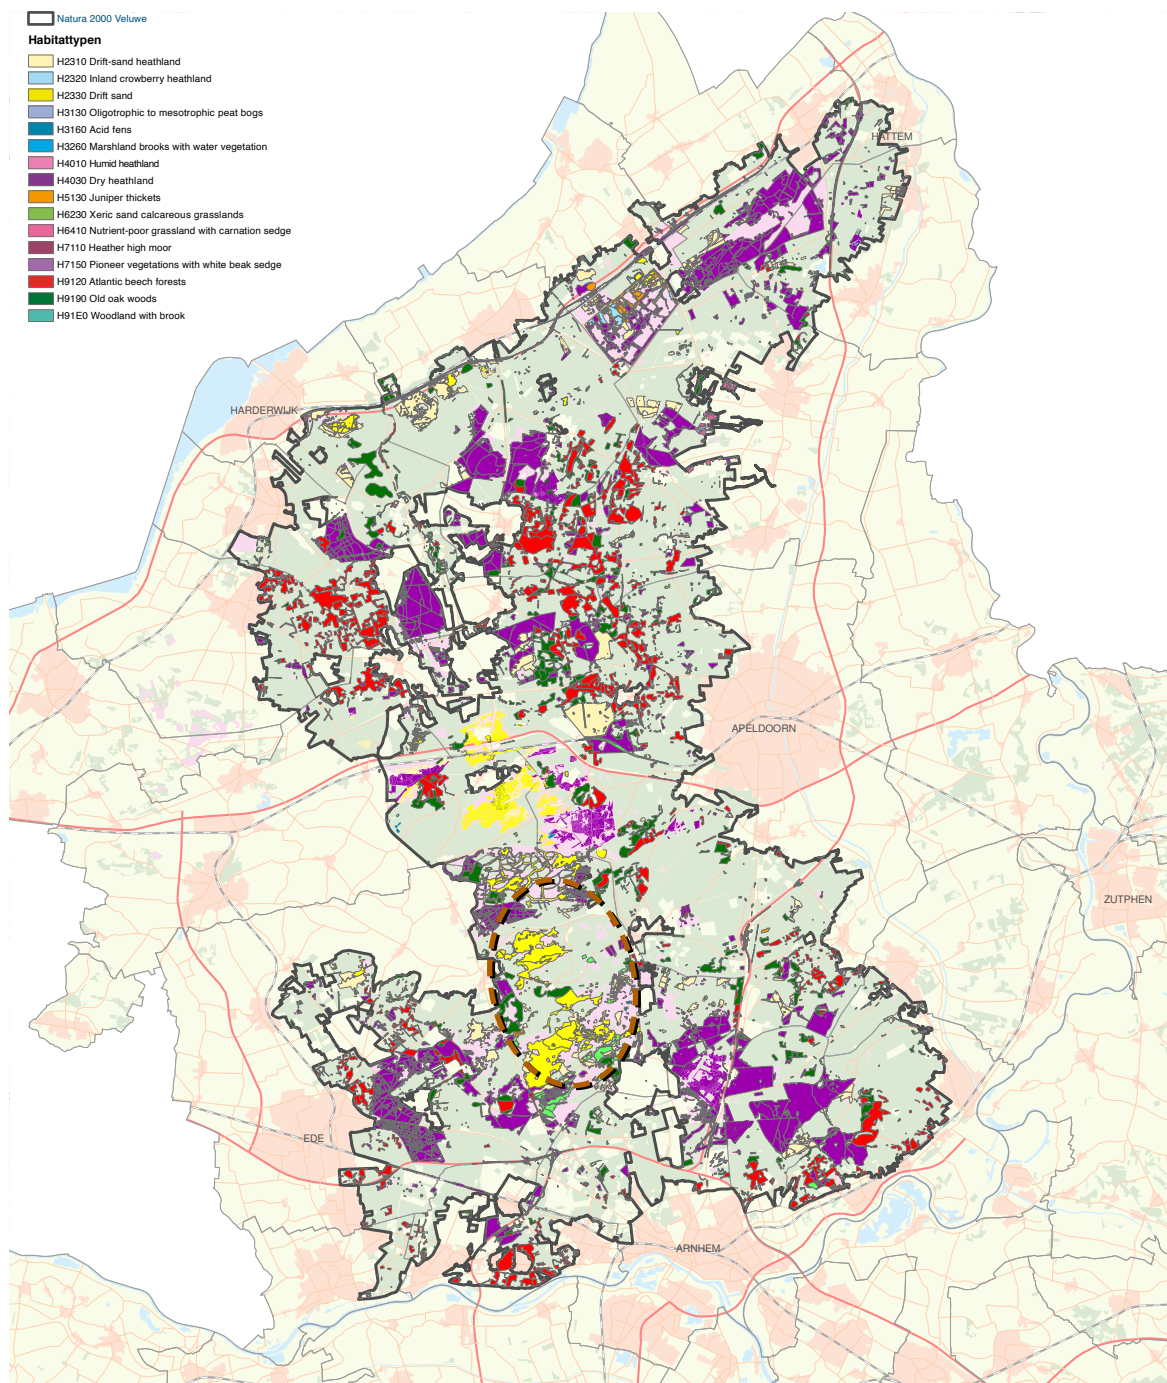 Natura 2000 Veluwe
Habitattypen
H2310 Drift-sand heathland
H2320 Inland crowberry heathland
H2330 Drift sand
H3130 Oligotrophic to mesotrophic peat bogs
H3160 Acid fens
H3260 Marshland brooks with water vegetation
H4010 Humid heathland
H4030 Dry heathland
H5130 Juniper thickets
H6230 Xeric sand calcareous grasslands
H6410 Nutrient-poor grassland with carnation sedge
H7110 Heather high moor
H7150 Pioneer vegetations with white beak sedge
H9120 Atlantic beech forests
H9190 Old oak woods
H91E0 Woodland with brook
HATTEM
HARDERWIJK
APELDOORN
ZUTPHEN
EDE
ARNHEM